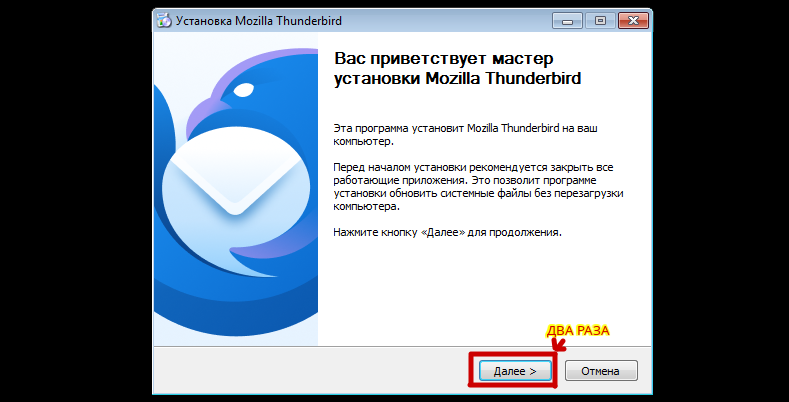 Установка Mozilla Thunderbird
Вас приветствует мастер
установки Mozilla Thunderbird
Эта программа установит Mozilla Thunderbird на ваш
компьютер.
Перед началом установки рекомендуется закрыть все
работающие приложения. Это позволит программе
установки обновить системные файлы без перезагрузки
компьютера.
Нажмите кнопку «Далее» для продолжения.
ДВА РАЗА
Далее >
Отмена